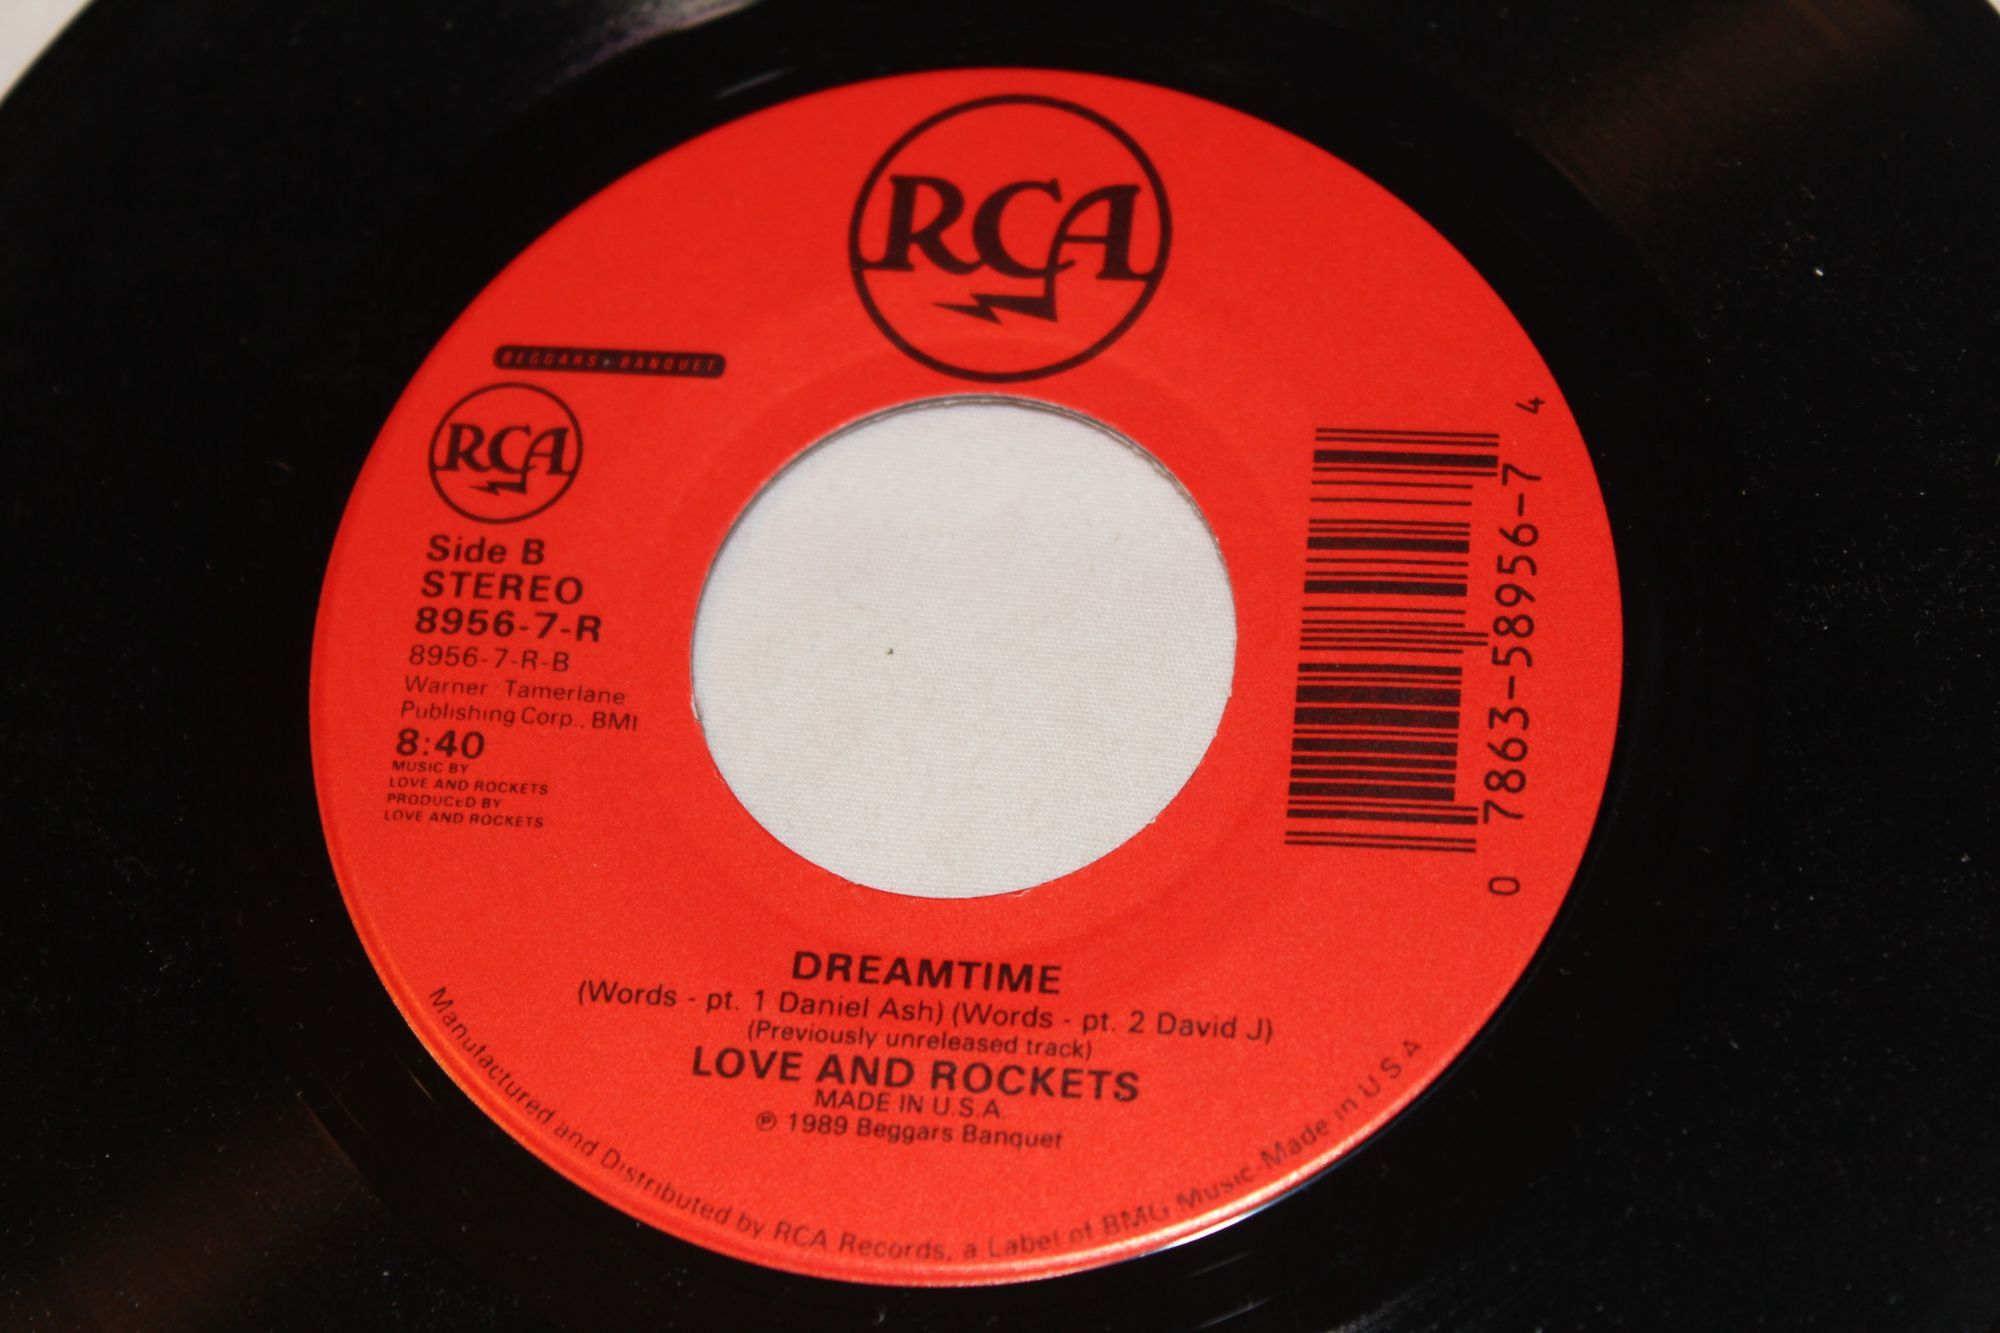 RCA
BEGGARS BANQUET
RCA
Side B
STEREO
8956-7-R
8956-7-R-B
Warner Tamerlane
Publishing Corp., BMI
8:40
MUSIC BY
LOVE AND ROCKETS
PRODUCED BY
LOVE AND ROCKETS
0 7863-58956-7 4
DREAMTIME
(Words - pt. 1 Daniel Ash) (Words - pt. 2 David J)
(Previously unreleased track)
LOVE AND ROCKETS
MADE IN U.S.A.
℗ 1989 Beggars Banquet
Manufactured and Distributed by RCA Records, a Label of BMG Music-Made in U S A